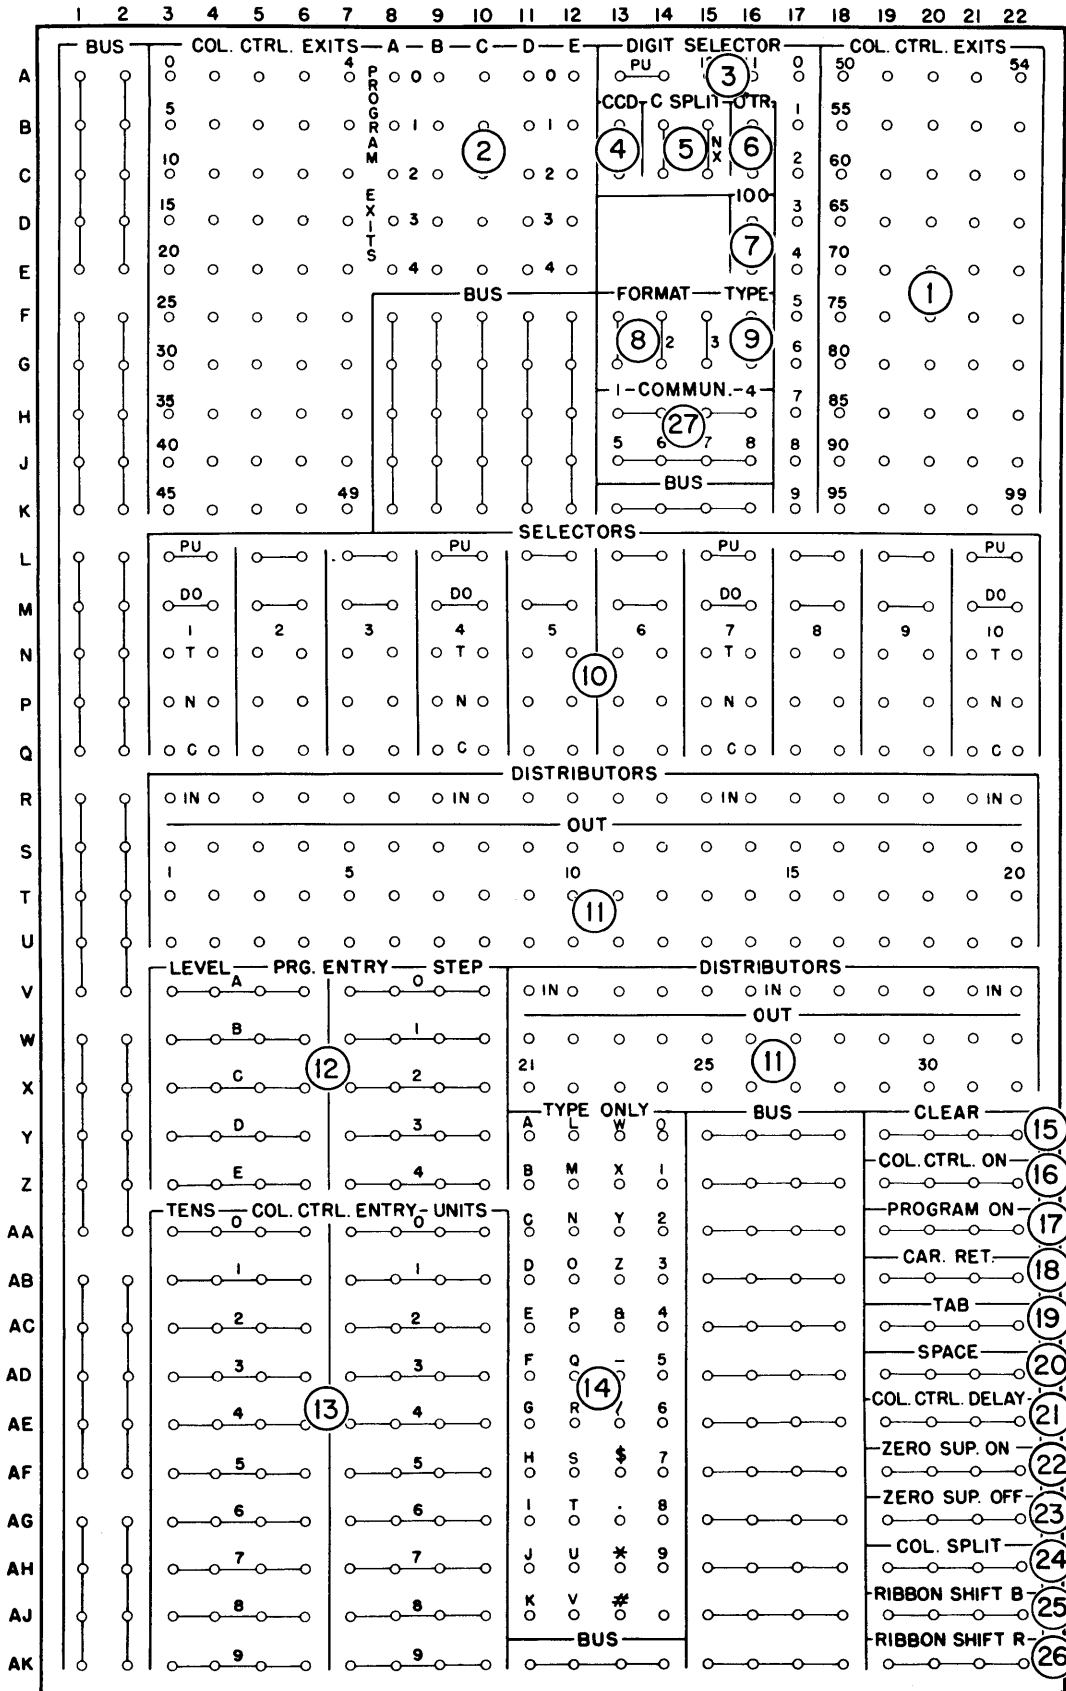 1 2 3 4 5 6 7 8 9 10 11 12 13 14 15 16 17 18 19 20 21 22
BUS COL. CTRL. EXITS A B C D E DIGIT SELECTOR COL. CTRL. EXITS
A 0 4 0 0 PU 3 0 50 54
PROGRAM EXITS
CCD C SPLIT
B 5 1 1 1 55
2 4 5 NX 6
C 10 2 2 2 60
100
D 15 3 3 3 65
7
E 20 4 4 4 70
1
BUS FORMAT TYPE
F 25 5 75
8 2 3 9
G 30 6 80
1 COMMUN. 4
H 35 7 85
27
J 40 5 6 7 8 8 90
BUS
K 45 49 9 95 99
SELECTORS
L PU PU PU PU
M DO DO DO DO
1 2 3 4 5 6 7 8 9 10
N T T T T
10
P N N N N
Q C C C C
DISTRIBUTORS
R IN IN IN IN
OUT
S
1 5 10 15 20
T
11
U
LEVEL PRG. ENTRY STEP DISTRIBUTORS
V A 0 IN IN IN
OUT
W B 1
12 21 25 11 30
X C 2
TYPE ONLY BUS CLEAR
Y D 3 A L W 0 15
COL. CTRL. ON
Z E 4 B M X 1 16
TENS COL. CTRL. ENTRY UNITS PROGRAM ON
AA 0 0 C N Y 2 17
CAR. RET.
AB 1 1 D O Z 3 18
TAB
AC 2 2 E P & 4 19
SPACE
AD 3 3 F Q - 5 20
13 14
COL. CTRL. DELAY
AE 4 4 G R 6 21
ZERO SUP. ON
AF 5 5 H S $ 7 22
ZERO SUP. OFF
AG 6 6 I T . 8 23
COL. SPLIT
AH 7 7 J U * 9 24
RIBBON SHIFT B
AJ 8 8 K V # 25
BUS RIBBON SHIFT R
AK 9 9 26